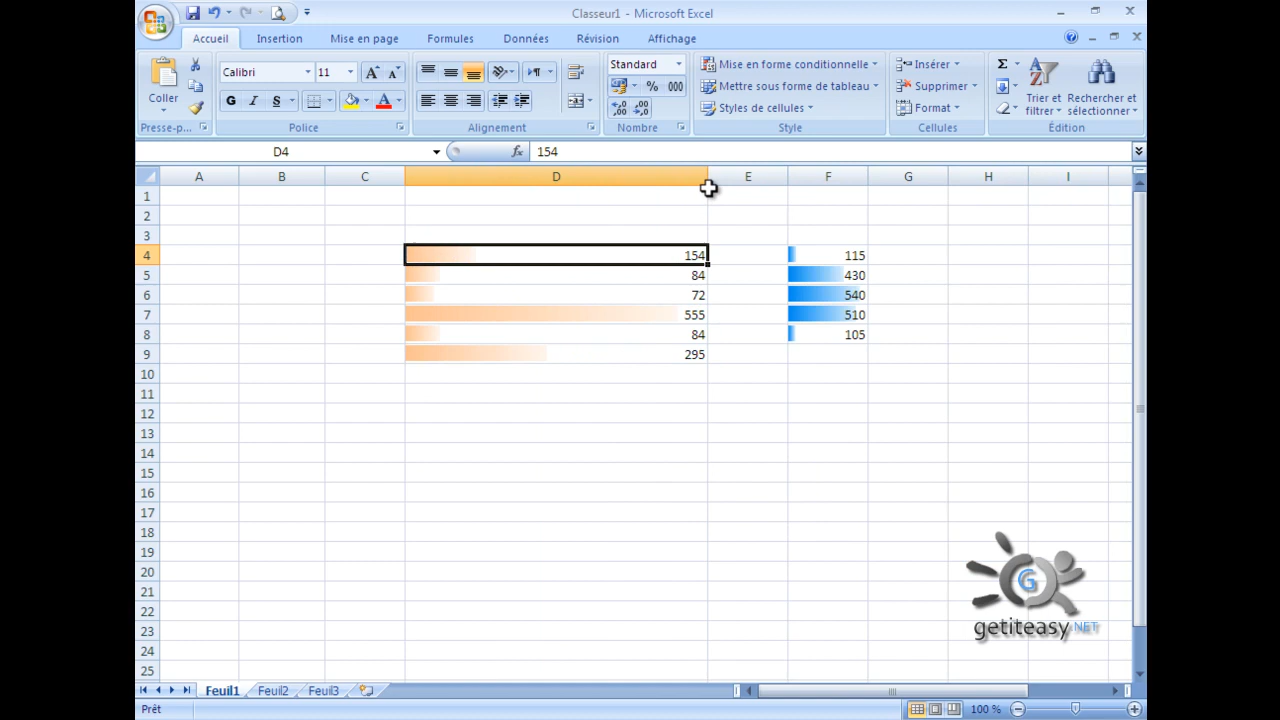 Classeur1 - Microsoft Excel
Accueil Insertion Mise en page Formules Données Révision Affichage
Coller
Presse-p...
Calibri 11
G I S A
Police
Alignement
Standard
% 000
Nombre
Mise en forme conditionnelle
Mettre sous forme de tableau
Styles de cellules
Style
Insérer
Supprimer
Format
Cellules
Σ
Trier et filtrer
Rechercher et sélectionner
Édition
D4 fx 154
A B C D E F G H I
1
2
3
4 154 115
5 84 430
6 72 540
7 555 510
8 84 105
9 295
10
11
12
13
14
15
16
17
18
19
20
21
22
23
24
25
G
getiteasy.NET
Feuil1 Feuil2 Feuil3
Prêt 100 %